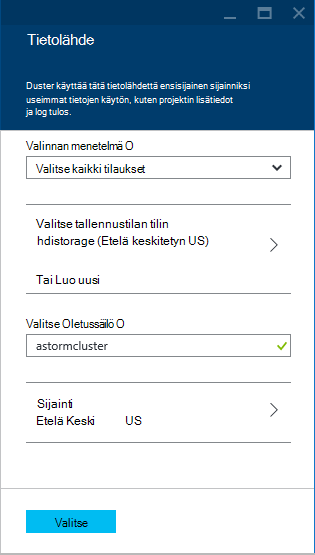 Tietolähde
Duster käyttää tätä tietolähdettä ensisijainen sijainniksi
useimmat tietojen käytön, kuten projektin lisätiedot
ja log tulos.
Valinnan menetelmä O
Valitse kaikki tilaukset
Valitse tallennustilan tilin
hdistorage (Etelä keskitetyn US)
Tai Luo uusi
Valitse Oletussäilö O
astormcluster
Sijainti
Etelä Keski US
Valitse